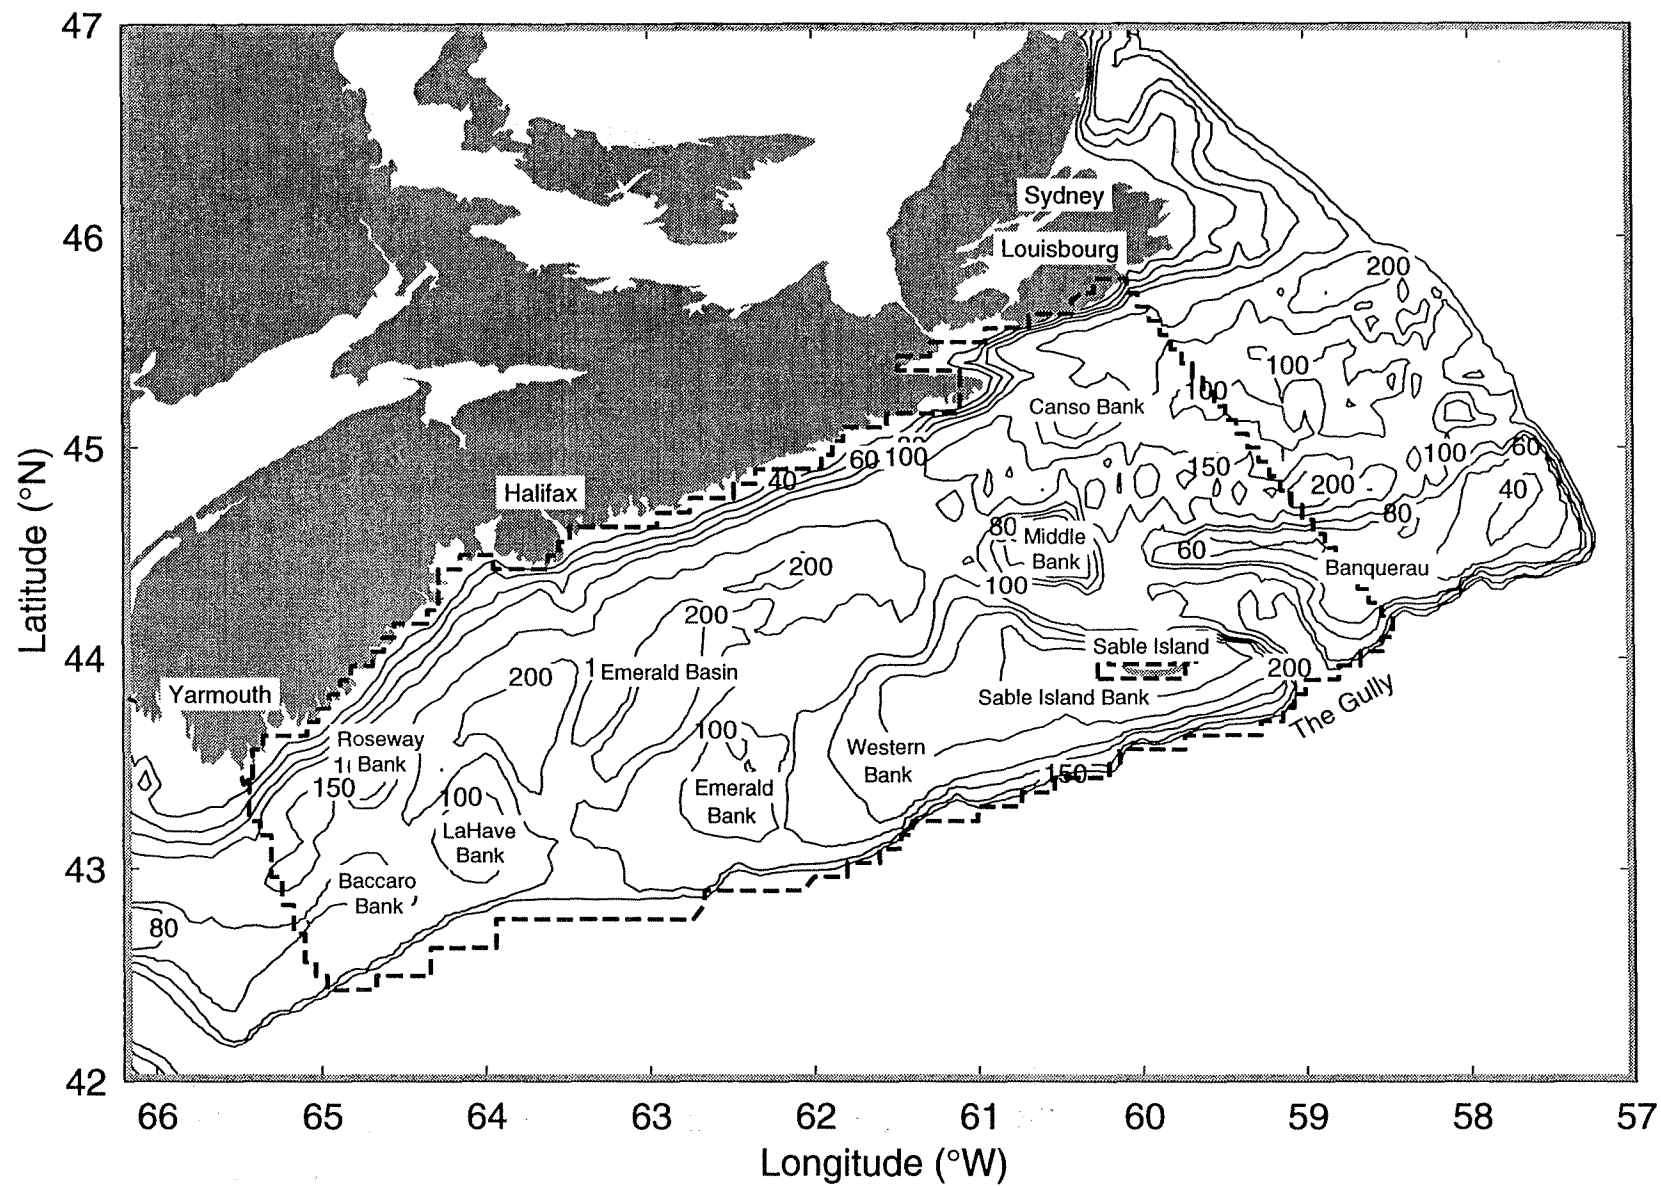 47
46
45
44
43
42
Latitude (°N)
66
65
64
63
62
61
60
59
58
57
Longitude (°W)
Sydney
Louisbourg
200
100
100
Canso Bank
60
100
100
60
150
40
200
40
Halifax
80
80
Middle
Bank
60
Banquerau
200
100
200
Sable Island
200
Yarmouth
200
1
Emerald Basin
Sable Island Bank
The Gully
Roseway
Bank
100
Western
Bank
150
150
100
Emerald
Bank
LaHave
Bank
Baccaro
Bank
80